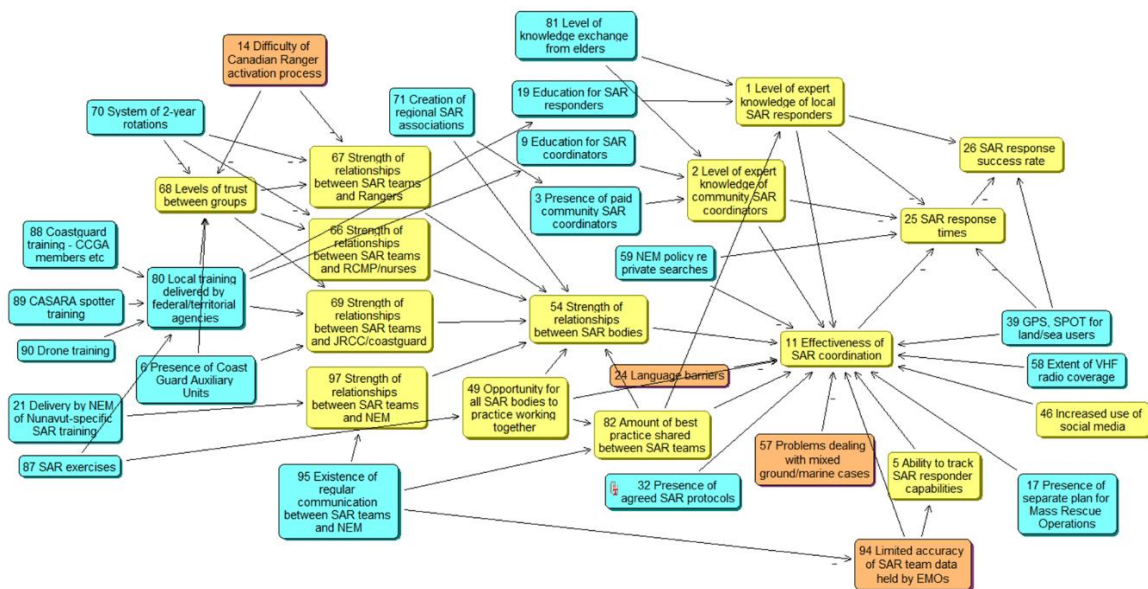 81 Level of
knowledge exchange
from elders
14 Difficulty of
Canadian Ranger
activation process
71 Creation of
regional SAR
associations
19 Education for SAR
responders
1 Level of expert
knowledge of local
SAR responders
70 System of 2-year
rotations
9 Education for SAR
coordinators
26 SAR response
success rate
67 Strength of
relationships
between SAR teams
and Rangers
2 Level of expert
knowledge of
community SAR
coordinators
68 Levels of trust
between groups
3 Presence of paid
community SAR
coordinators
25 SAR response
times
88 Coastguard
training - CCGA
members etc
66 Strength of
relationships
between SAR teams
and RCMP/nurses
59 NEM policy re
private searches
80 Local training
delivered by
federal/territorial
agencies
89 CASARA spotter
training
69 Strength of
relationships
between SAR teams
and JRCC/coastguard
54 Strength of
relationships
between SAR bodies
39 GPS, SPOT for
land/sea users
90 Drone training
11 Effectiveness of
SAR coordination
6 Presence of Coast
Guard Auxiliary
Units
24 Language barriers
58 Extent of VHF
radio coverage
97 Strength of
relationships
between SAR teams
and NEM
49 Opportunity for
all SAR bodies to
practice working
together
21 Delivery by NEM
of Nunavut-specific
SAR training
82 Amount of best
practice shared
between SAR teams
46 Increased use of
social media
57 Problems dealing
with mixed
ground/marine cases
5 Ability to track
SAR responder
capabilities
87 SAR exercises
95 Existence of
regular
communication
between SAR teams
and NEM
32 Presence of
agreed SAR protocols
17 Presence of
separate plan for
Mass Rescue
Operations
94 Limited accuracy
of SAR team data
held by EMOs